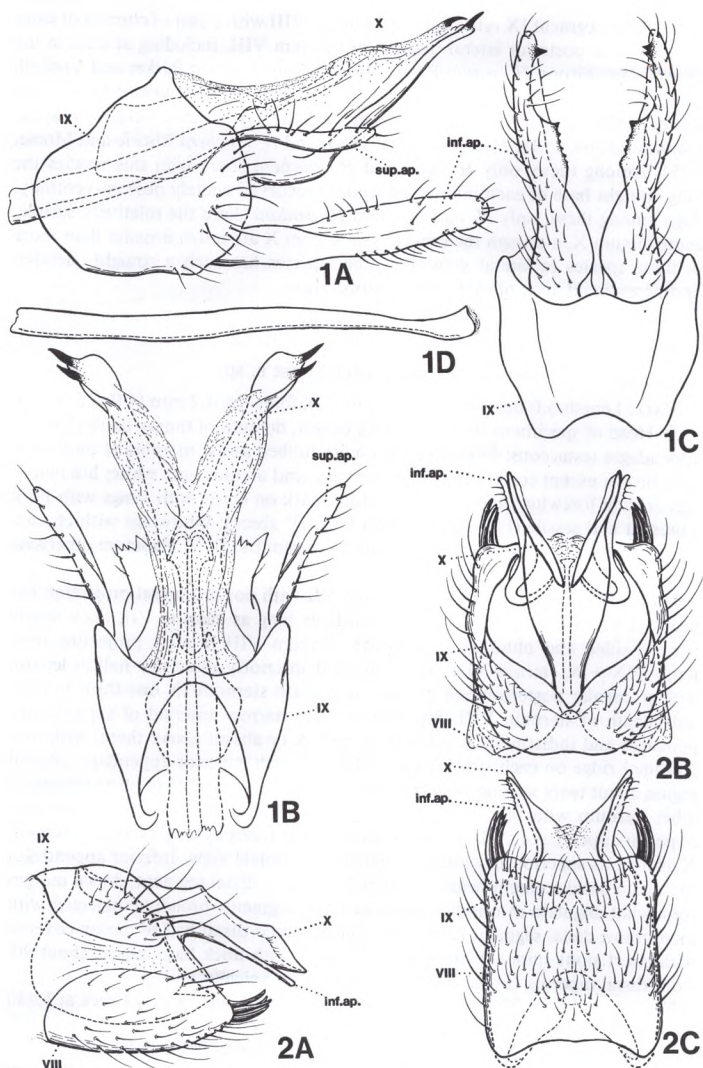 X
IX
inf.ap.
sup.ap.
1A
1D
1C
IX
X
sup.ap.
IX
1B
inf.ap.
X
IX
VIII
2B
X
inf.ap.
IX
VIII
2C
IX
X
inf.ap.
VIII
2A